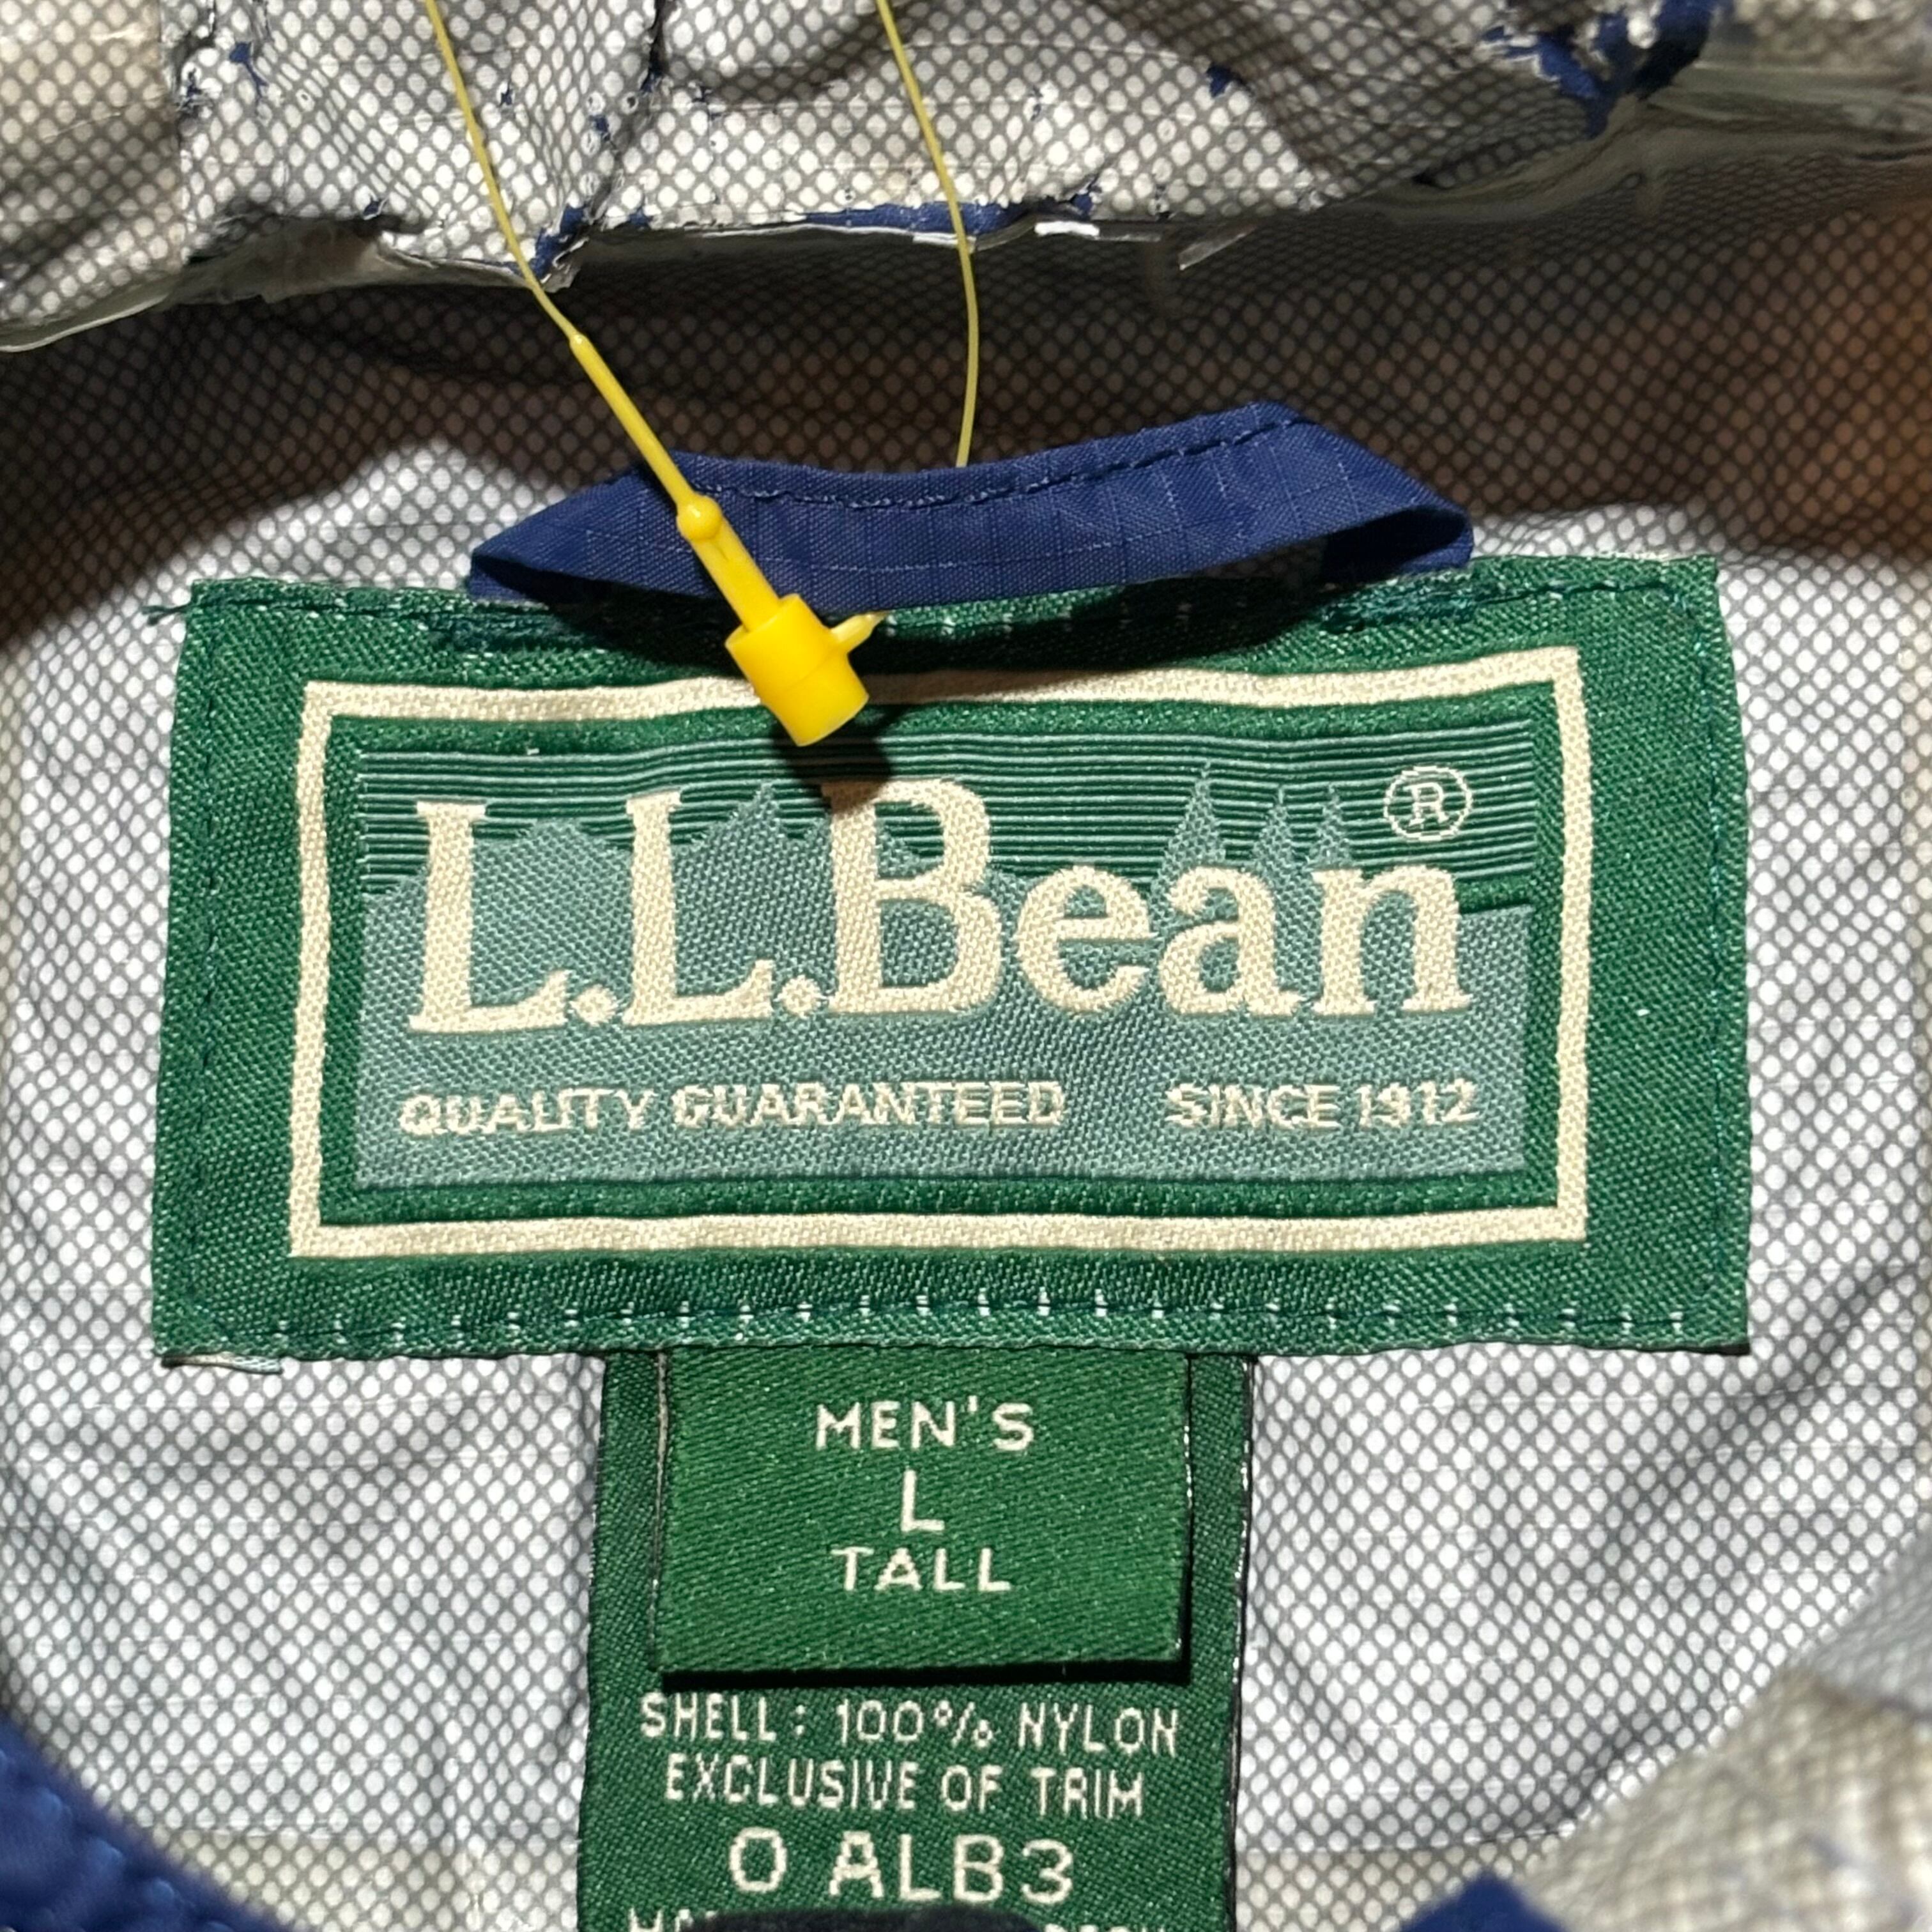 L.L.Bean®
QUALITY GUARANTEED SINCE 1912
MEN'S
L
TALL
SHELL: 100% NYLON
EXCLUSIVE OF TRIM
0 ALB3